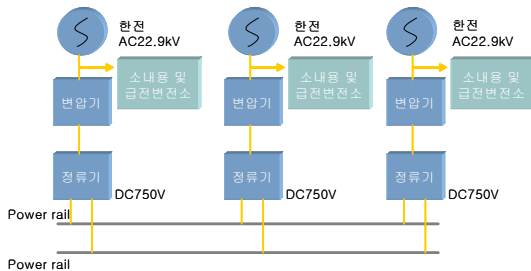 한전
AC22.9kV
한전
AC22.9kV
한전
AC22.9kV
소내용 및
급전변전소
소내용 및
급전변전소
소내용 및
급전변전소
변압기
변압기
변압기
정류기
정류기
정류기
DC750V
DC750V
DC750V
Power rail
Power rail